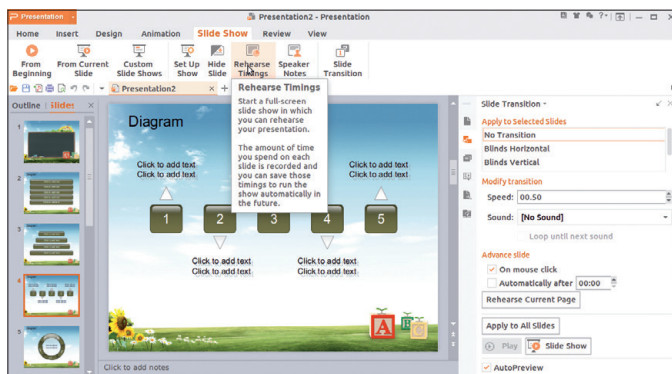 Presentation
Presentation2 - Presentation
Home Insert Design Animation Slide Show Review View
From Beginning
From Current Slide
Custom Slide Shows
Set Up Show
Hide Slide
Rehearse Timings
Speaker Notes
Slide Transition
Presentation2
Outline Slides
Rehearse Timings
Start a full-screen
slide show in which
you can rehearse
your presentation.
The amount of time
you spend on each
slide is recorded and
you can save those
timings to run the
show automatically in
the future.
1
2
3
4
5
Diagram
Click to add text
Click to add text
Click to add text
Click to add text
1 2 3 4 5
Click to add text
Click to add text
Click to add text
Click to add text
A B C
Click to add notes
Slide Transition
Apply to Selected Slides
No Transition
Blinds Horizontal
Blinds Vertical
Modify transition
Speed: 00.50
Sound: [No Sound]
Loop until next sound
Advance slide
On mouse click
Automatically after 00:00
Rehearse Current Page
Apply to All Slides
Play Slide Show
AutoPreview